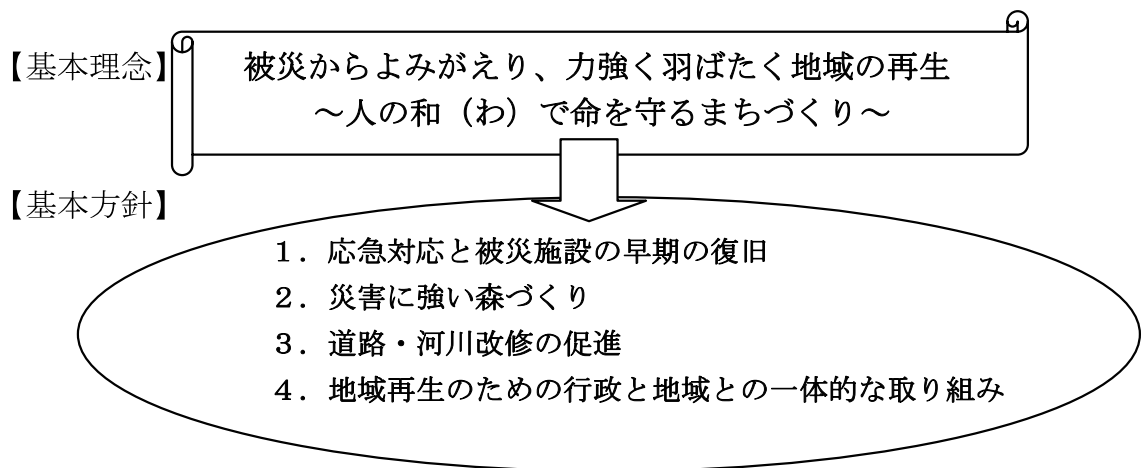 【基本理念】
被災からよみがえり、力強く羽ばたく地域の再生
～人の和（わ）で命を守るまちづくり～
【基本方針】
１．応急対応と被災施設の早期の復旧
２．災害に強い森づくり
３．道路・河川改修の促進
４．地域再生のための行政と地域との一体的な取り組み